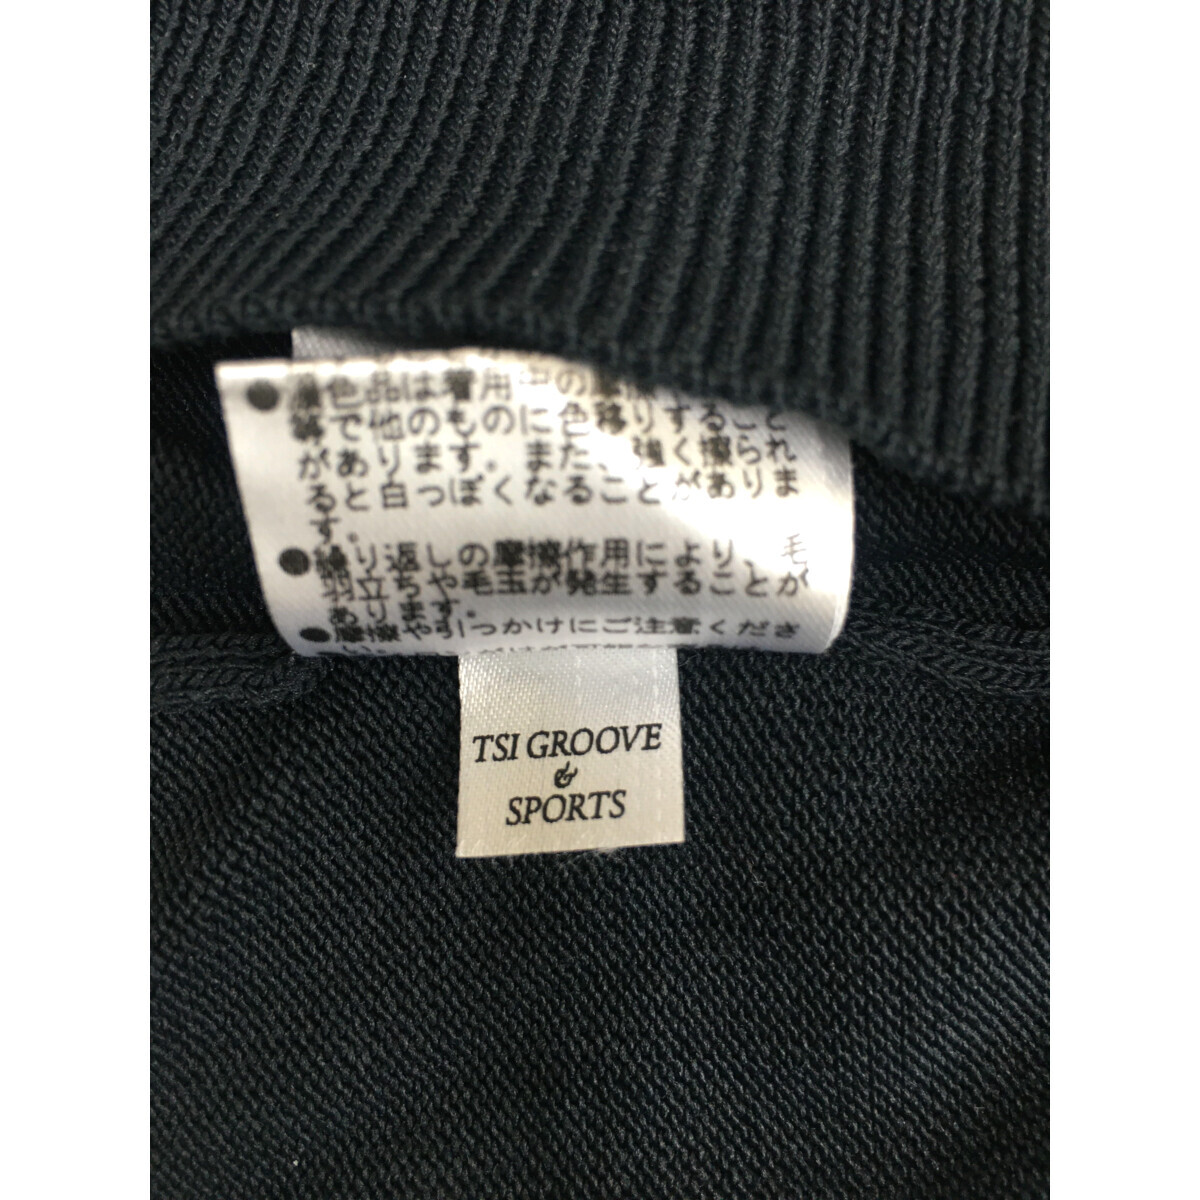 ●濃色品は着用中の摩
等で他のものに色移りすること
があります。また、強く擦られ
ると白っぽくなることがありま
す。
●繰り返しの摩擦作用により、毛
羽立ちや毛玉が発生することが
あります。
●摩擦や引っかけにご注意くださ
い。
TSI GROOVE
&
SPORTS